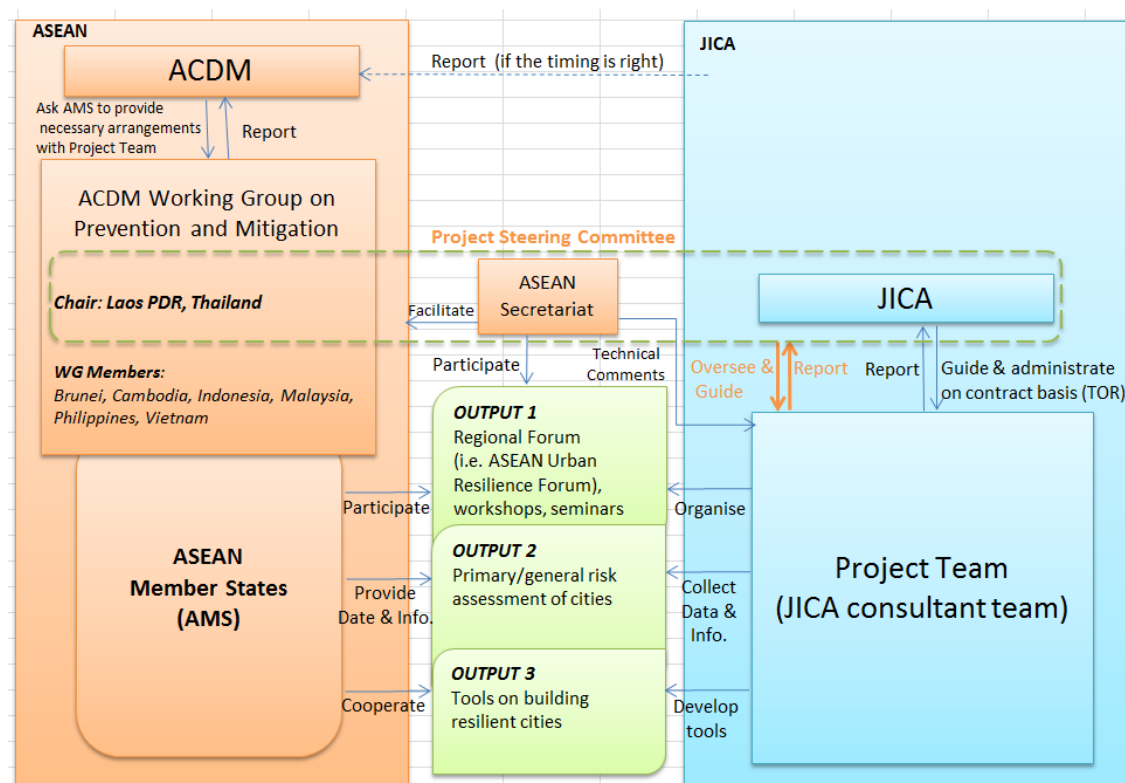 ASEAN
ACDM
Ask AMS to provide
necessary arrangements
with Project Team
Report
ACDM Working Group on
Prevention and Mitigation
Chair: Laos PDR, Thailand
WG Members:
Brunei, Cambodia, Indonesia, Malaysia,
Philippines, Vietnam
ASEAN
Member States
(AMS)
Report (if the timing is right)
Project Steering Committee
ASEAN
Secretariat
Facilitate
Participate
Technical
Comments
OUTPUT 1
Regional Forum
(i.e. ASEAN Urban
Resilience Forum),
workshops, seminars
OUTPUT 2
Primary/general risk
assessment of cities
OUTPUT 3
Tools on building
resilient cities
Participate
Provide
Date & Info.
Cooperate
Organise
Collect
Data &
Info.
Develop
tools
JICA
JICA
Oversee &
Guide
Report
Report
Guide & administrate
on contract basis (TOR)
Project Team
(JICA consultant team)